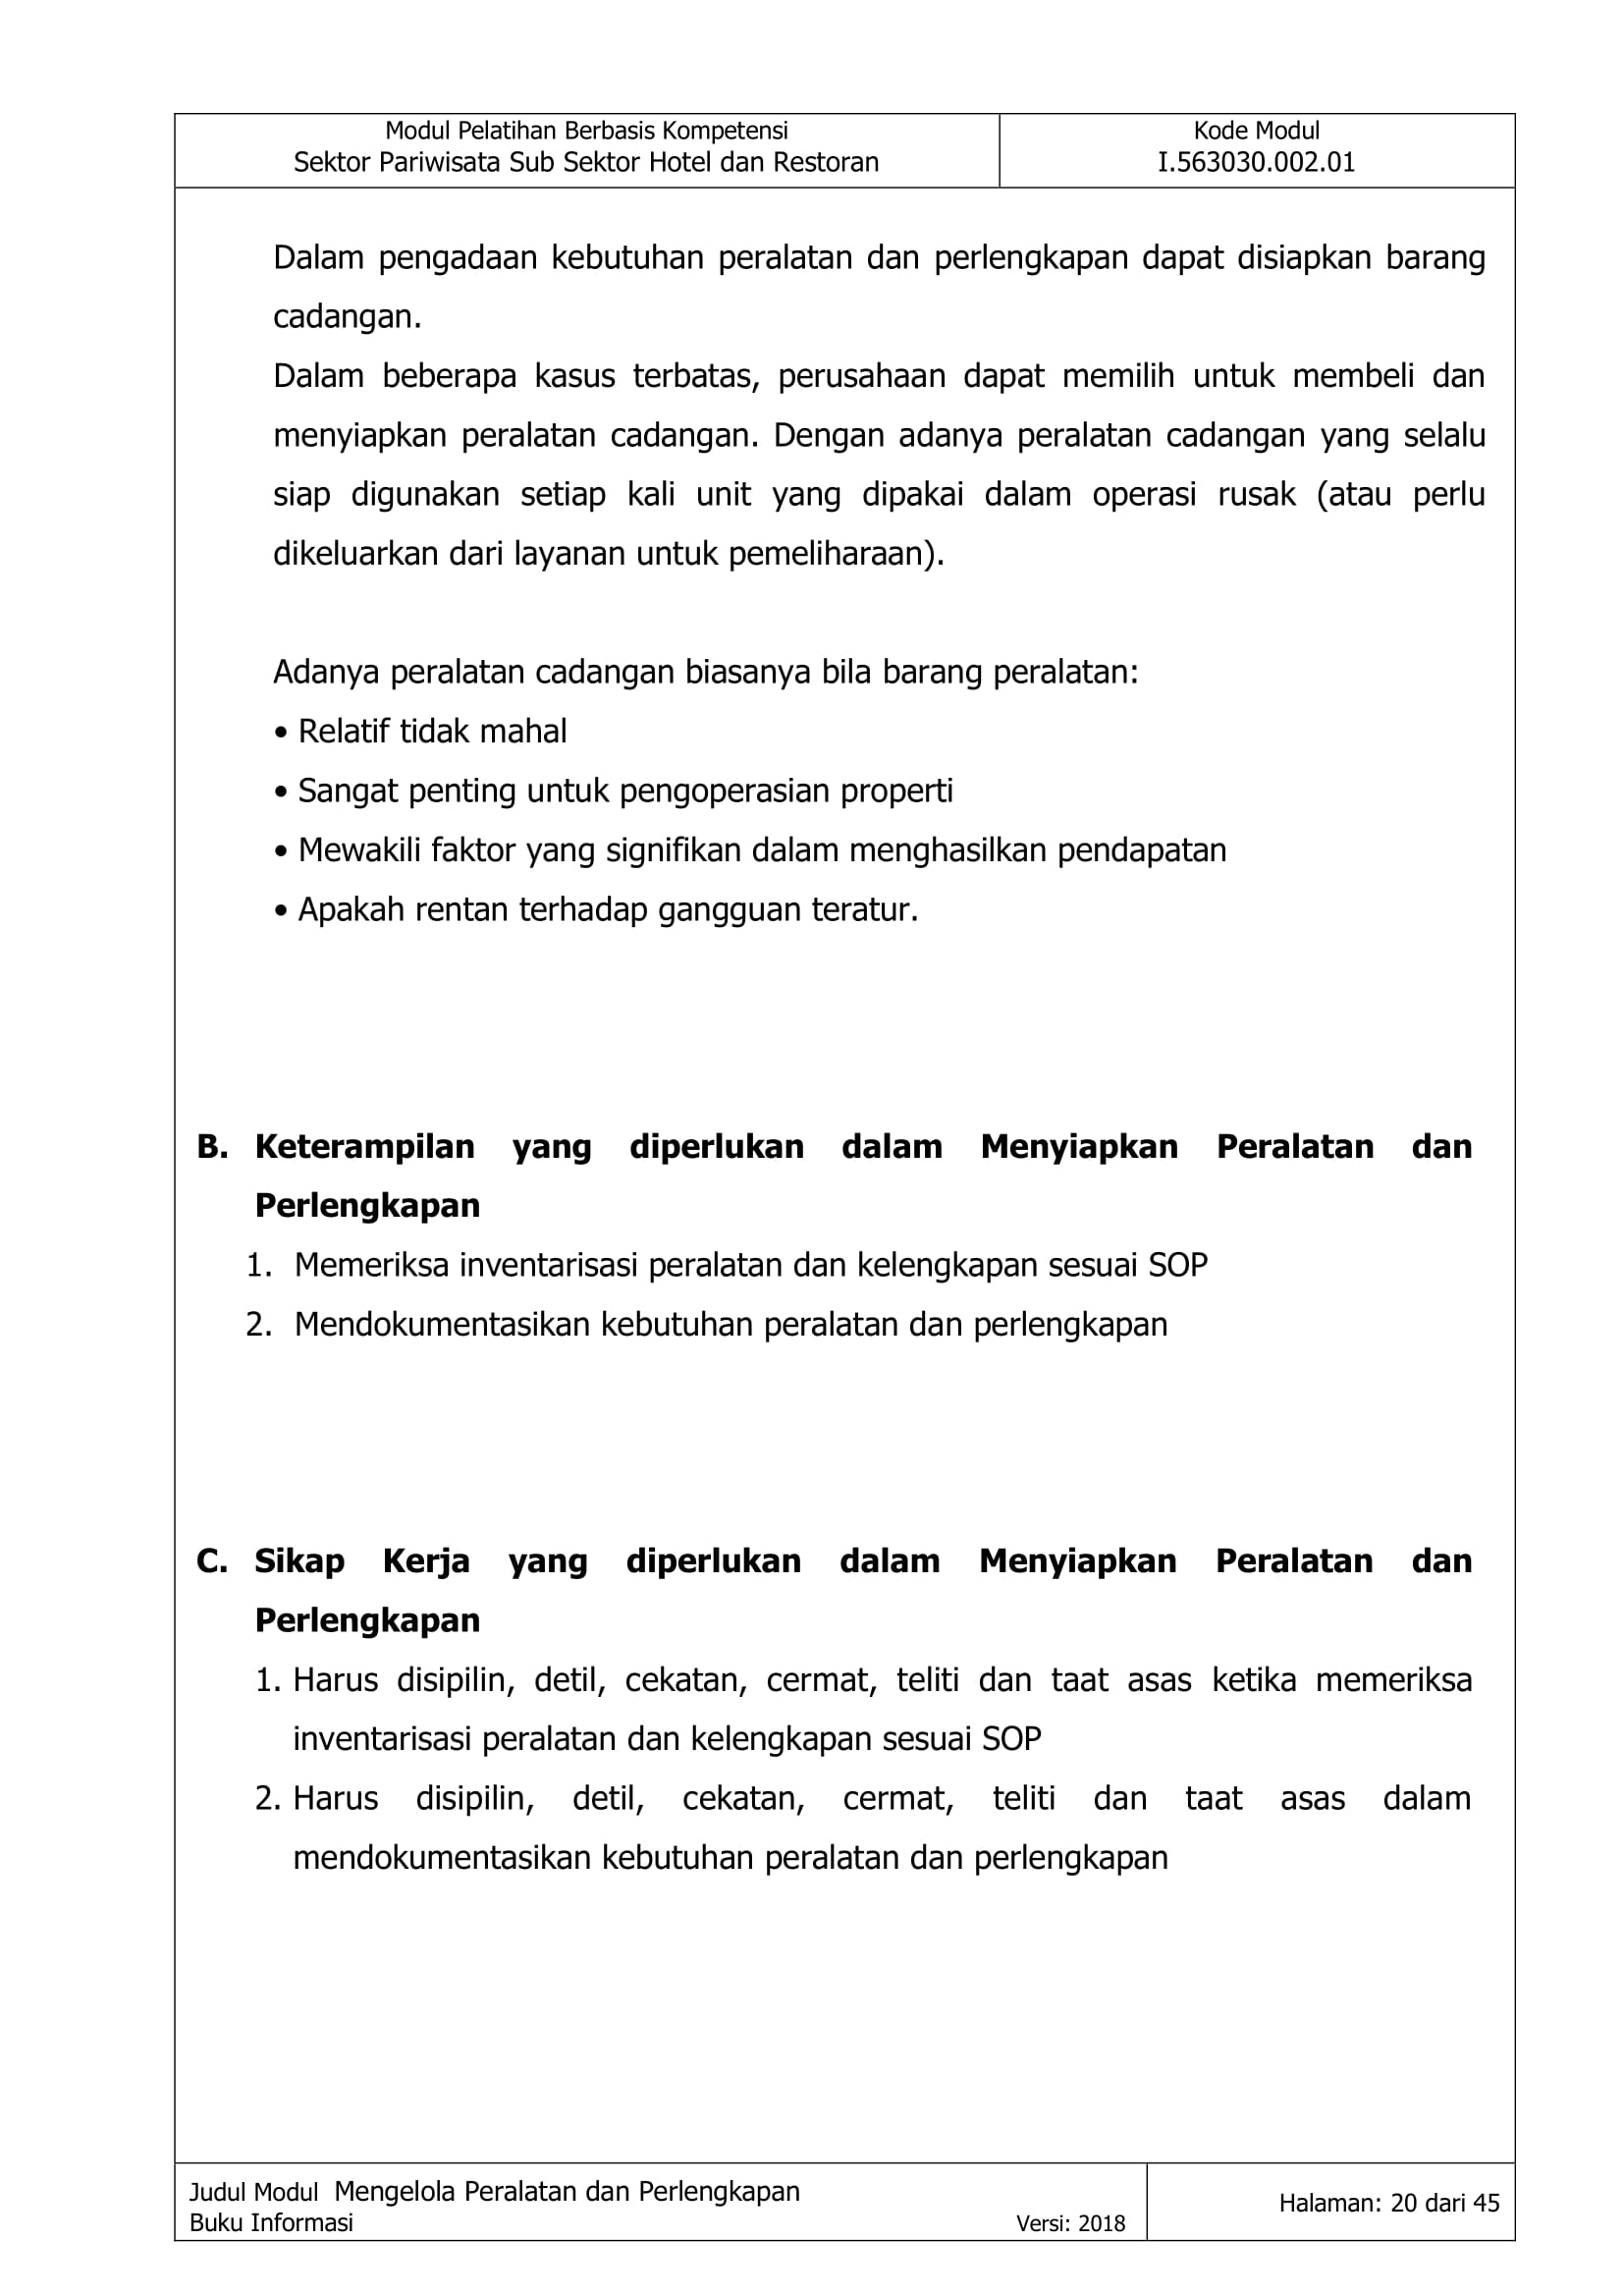 Modul Pelatihan Berbasis Kompetensi
Sektor Pariwisata Sub Sektor Hotel dan Restoran
Kode Modul
I.563030.002.01
Dalam pengadaan kebutuhan peralatan dan perlengkapan dapat disiapkan barang
cadangan.
Dalam beberapa kasus terbatas, perusahaan dapat memilih untuk membeli dan
menyiapkan peralatan cadangan. Dengan adanya peralatan cadangan yang selalu
siap digunakan setiap kali unit yang dipakai dalam operasi rusak (atau perlu
dikeluarkan dari layanan untuk pemeliharaan).
Adanya peralatan cadangan biasanya bila barang peralatan:
• Relatif tidak mahal
• Sangat penting untuk pengoperasian properti
• Mewakili faktor yang signifikan dalam menghasilkan pendapatan
• Apakah rentan terhadap gangguan teratur.
B. Keterampilan yang diperlukan dalam Menyiapkan Peralatan dan
Perlengkapan
1. Memeriksa inventarisasi peralatan dan kelengkapan sesuai SOP
2. Mendokumentasikan kebutuhan peralatan dan perlengkapan
C. Sikap Kerja yang diperlukan dalam Menyiapkan Peralatan dan
Perlengkapan
1. Harus disipilin, detil, cekatan, cermat, teliti dan taat asas ketika memeriksa
inventarisasi peralatan dan kelengkapan sesuai SOP
2. Harus disipilin, detil, cekatan, cermat, teliti dan taat asas dalam
mendokumentasikan kebutuhan peralatan dan perlengkapan
Judul Modul Mengelola Peralatan dan Perlengkapan
Buku Informasi Versi: 2018
Halaman: 20 dari 45